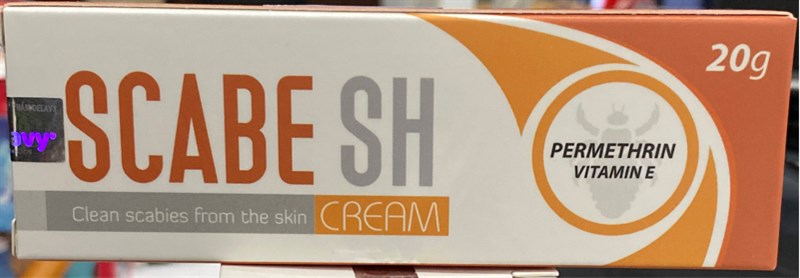 SCABE SH
Clean scabies from the skin CREAM
20g
PERMETHRIN
VITAMIN E